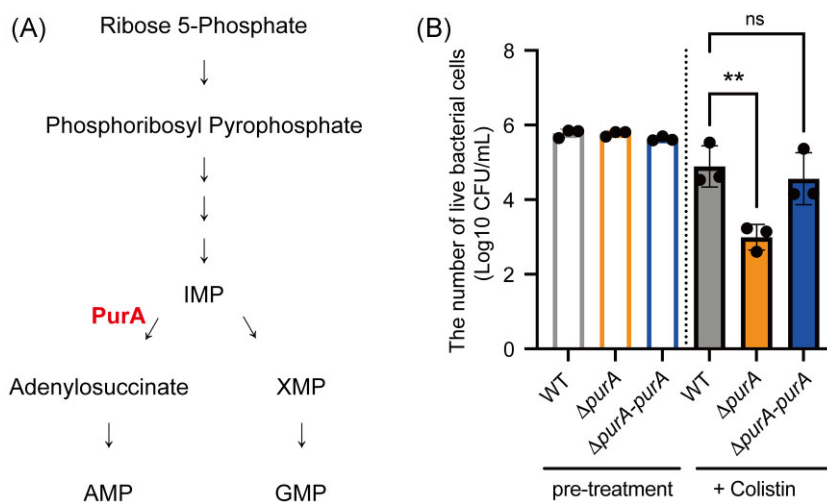 (A)
Ribose 5-Phosphate
Phosphoribosyl Pyrophosphate
IMP
PurA
Adenylosuccinate XMP
AMP GMP
(B)
The number of live bacterial cells
(Log10 CFU/mL)
8
6
4
2
0
ns
**
WT
ΔpurA
ΔpurA-purA
WT
ΔpurA
ΔpurA-purA
pre-treatment + Colistin